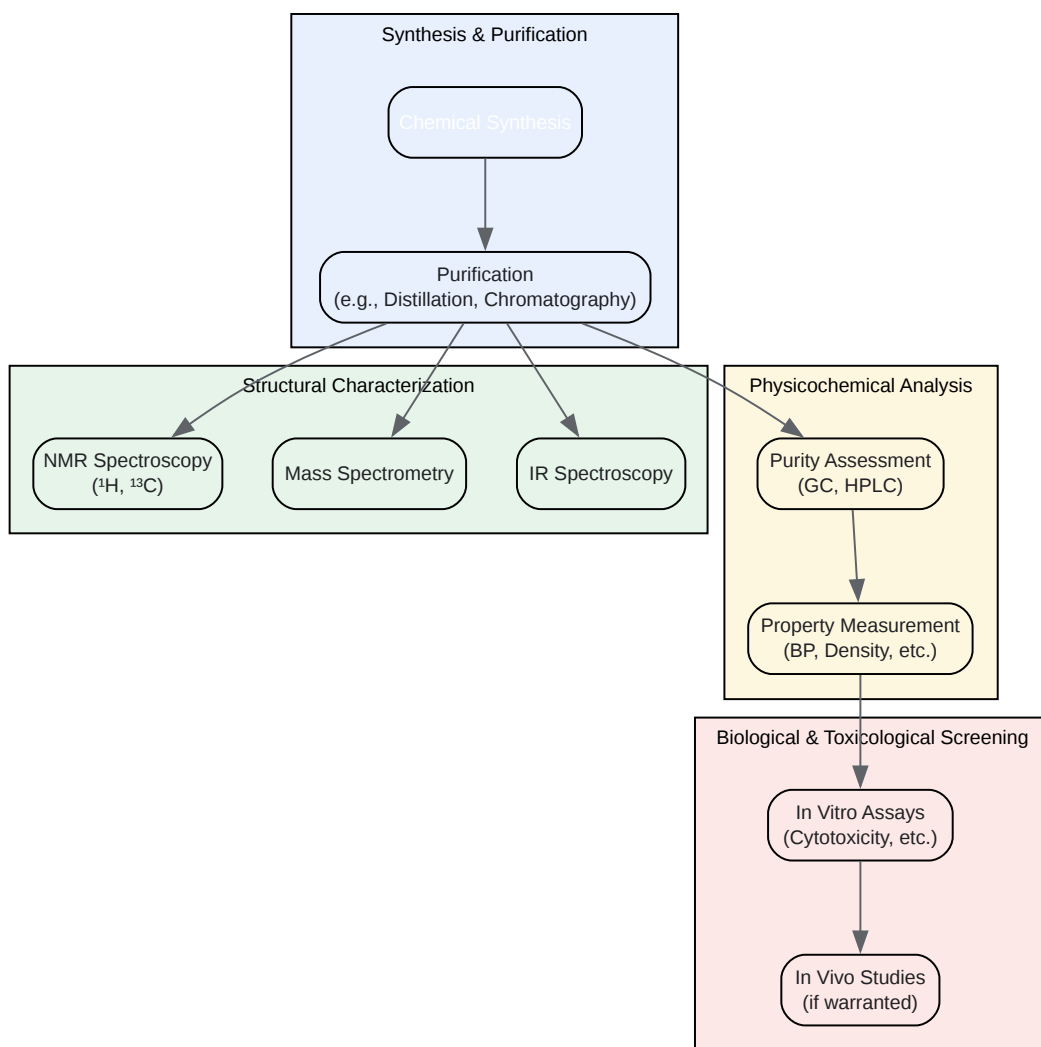 Synthesis & Purification
Chemical Synthesis
Purification
(e.g., Distillation, Chromatography)
Structural Characterization
NMR Spectroscopy
(¹H, ¹³C)
Mass Spectrometry
IR Spectroscopy
Physicochemical Analysis
Purity Assessment
(GC, HPLC)
Property Measurement
(BP, Density, etc.)
Biological & Toxicological Screening
In Vitro Assays
(Cytotoxicity, etc.)
In Vivo Studies
(if warranted)